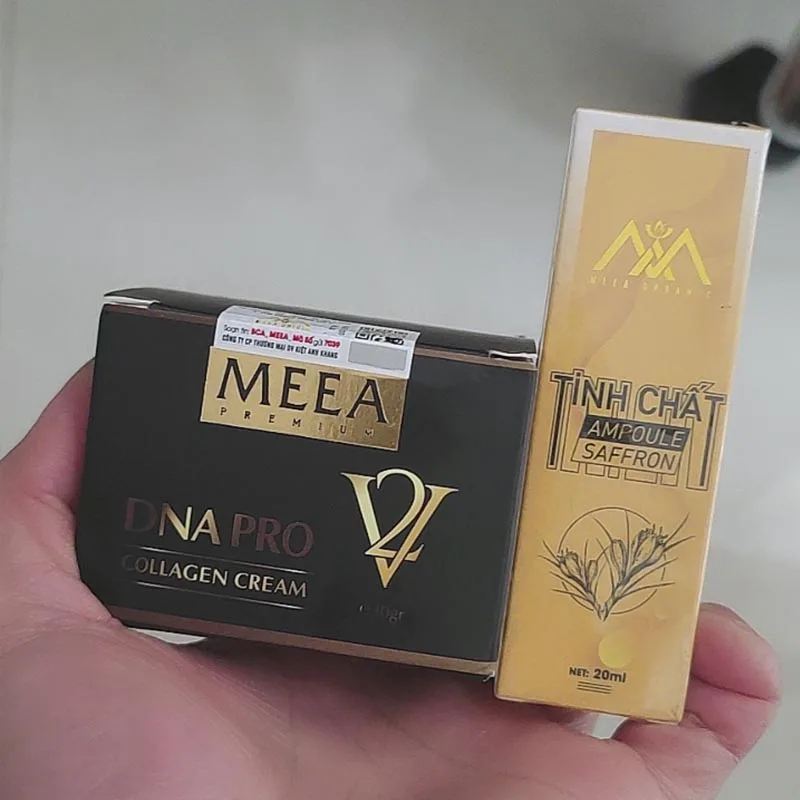 Soạn tin: BCA, MEEA, Mã Số gửi 7039
CÔNG TY CP THƯƠNG MẠI DV KIỆT ANH KHANG
MEEA
PREMIUM
DNA PRO
COLLAGEN CREAM
V2
MEEA ORGANIC
TINH CHẤT
AMPOULE
SAFFRON
NET: 20ml